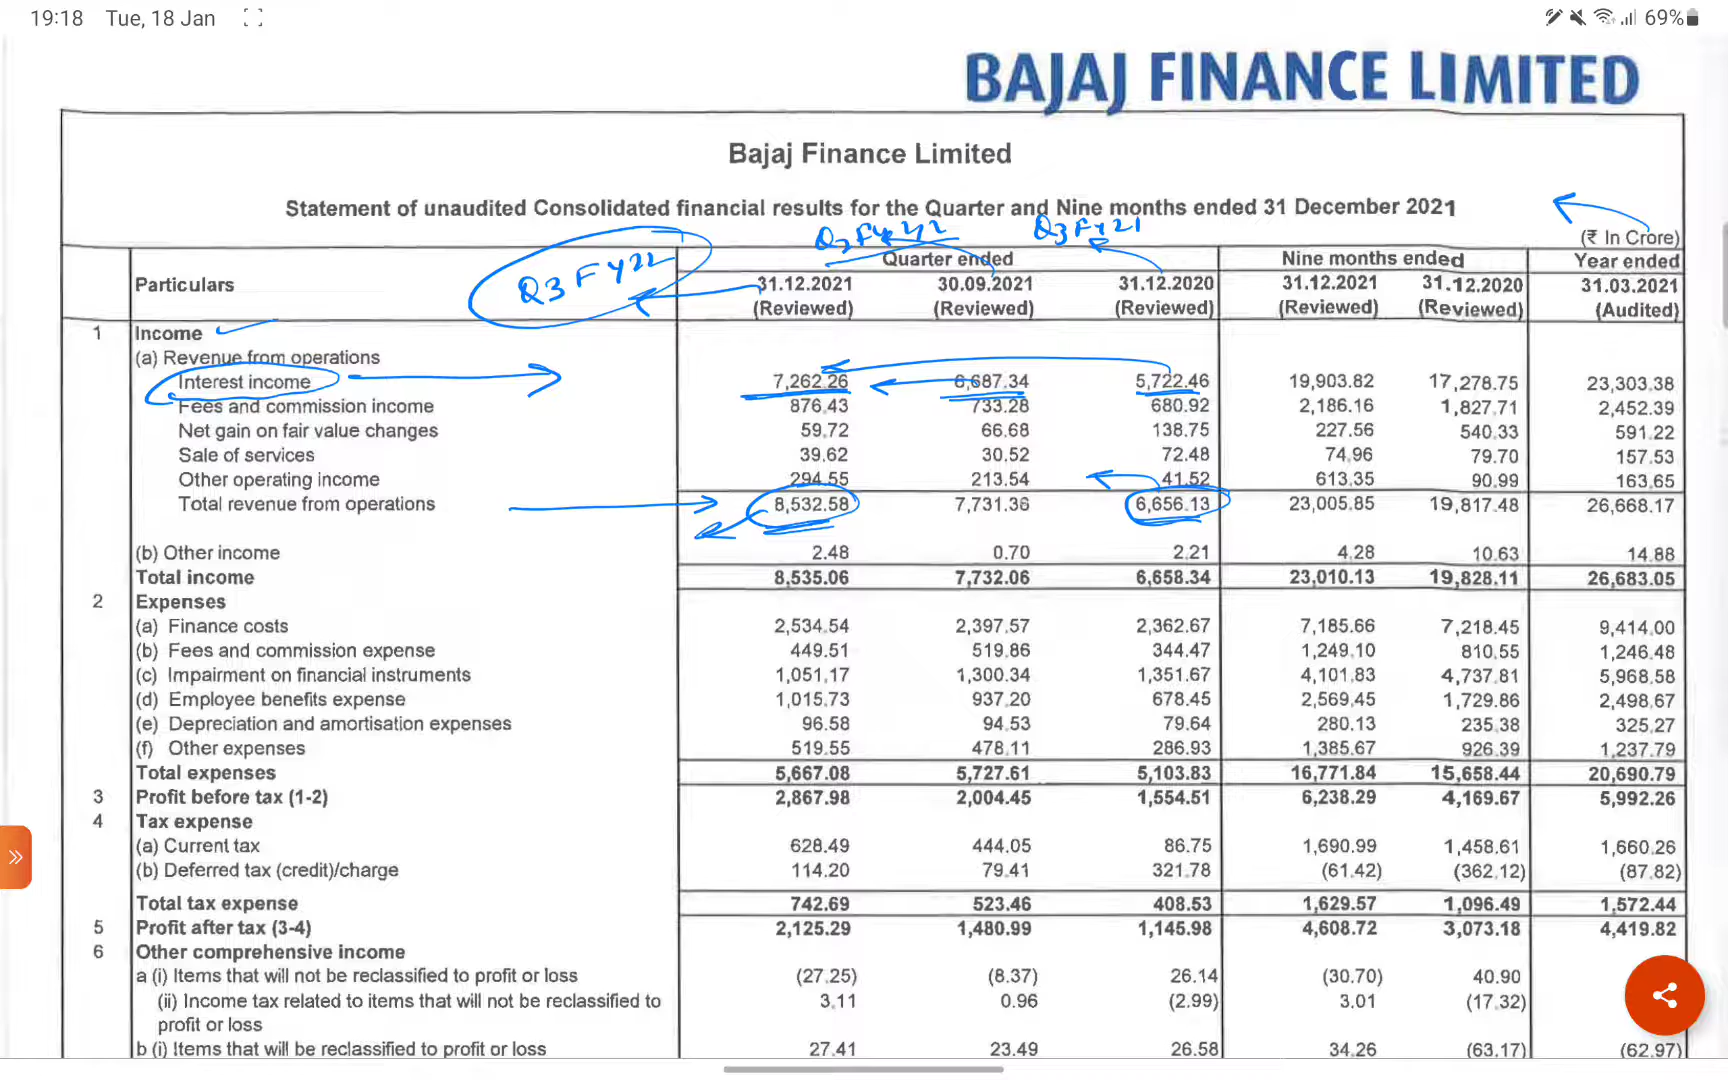 19:18 Tue, 18 Jan 69%
BAJAJ FINANCE LIMITED
Bajaj Finance Limited
Statement of unaudited Consolidated financial results for the Quarter and Nine months ended 31 December 2021
Q2 FY22 Q3 FY21
(₹ In Crore)
Q3 FY22
Particulars Quarter ended Nine months ended Year ended
31.12.2021 30.09.2021 31.12.2020 31.12.2021 31.12.2020 31.03.2021
(Reviewed) (Reviewed) (Reviewed) (Reviewed) (Reviewed) (Audited)
1 Income
(a) Revenue from operations
Interest income 7,262.26 6,687.34 5,722.46 19,903.82 17,278.75 23,303.38
Fees and commission income 876.43 733.28 680.92 2,186.16 1,827.71 2,452.39
Net gain on fair value changes 59.72 66.68 138.75 227.56 540.33 591.22
Sale of services 39.62 30.52 72.48 74.96 79.70 157.53
Other operating income 294.55 213.54 41.52 613.35 90.99 163.65
Total revenue from operations 8,532.58 7,731.36 6,656.13 23,005.85 19,817.48 26,668.17
(b) Other income 2.48 0.70 2.21 4.28 10.63 14.88
Total income 8,535.06 7,732.06 6,658.34 23,010.13 19,828.11 26,683.05
2 Expenses
(a) Finance costs 2,534.54 2,397.57 2,362.67 7,185.66 7,218.45 9,414.00
(b) Fees and commission expense 449.51 519.86 344.47 1,249.10 810.55 1,246.48
(c) Impairment on financial instruments 1,051.17 1,300.34 1,351.67 4,101.83 4,737.81 5,968.58
(d) Employee benefits expense 1,015.73 937.20 678.45 2,569.45 1,729.86 2,498.67
(e) Depreciation and amortisation expenses 96.58 94.53 79.64 280.13 235.38 325.27
(f) Other expenses 519.55 478.11 286.93 1,385.67 926.39 1,237.79
Total expenses 5,667.08 5,727.61 5,103.83 16,771.84 15,658.44 20,690.79
3 Profit before tax (1-2) 2,867.98 2,004.45 1,554.51 6,238.29 4,169.67 5,992.26
4 Tax expense
(a) Current tax 628.49 444.05 86.75 1,690.99 1,458.61 1,660.26
(b) Deferred tax (credit)/charge 114.20 79.41 321.78 (61.42) (362.12) (87.82)
Total tax expense 742.69 523.46 408.53 1,629.57 1,096.49 1,572.44
5 Profit after tax (3-4) 2,125.29 1,480.99 1,145.98 4,608.72 3,073.18 4,419.82
6 Other comprehensive income
a (i) Items that will not be reclassified to profit or loss (27.25) (8.37) 26.14 (30.70) 40.90
(ii) Income tax related to items that will not be reclassified to 3.11 0.96 (2.99) 3.01 (17.32)
profit or loss
b (i) Items that will be reclassified to profit or loss 27.41 23.49 26.58 34.26 (63.17) (62.97)